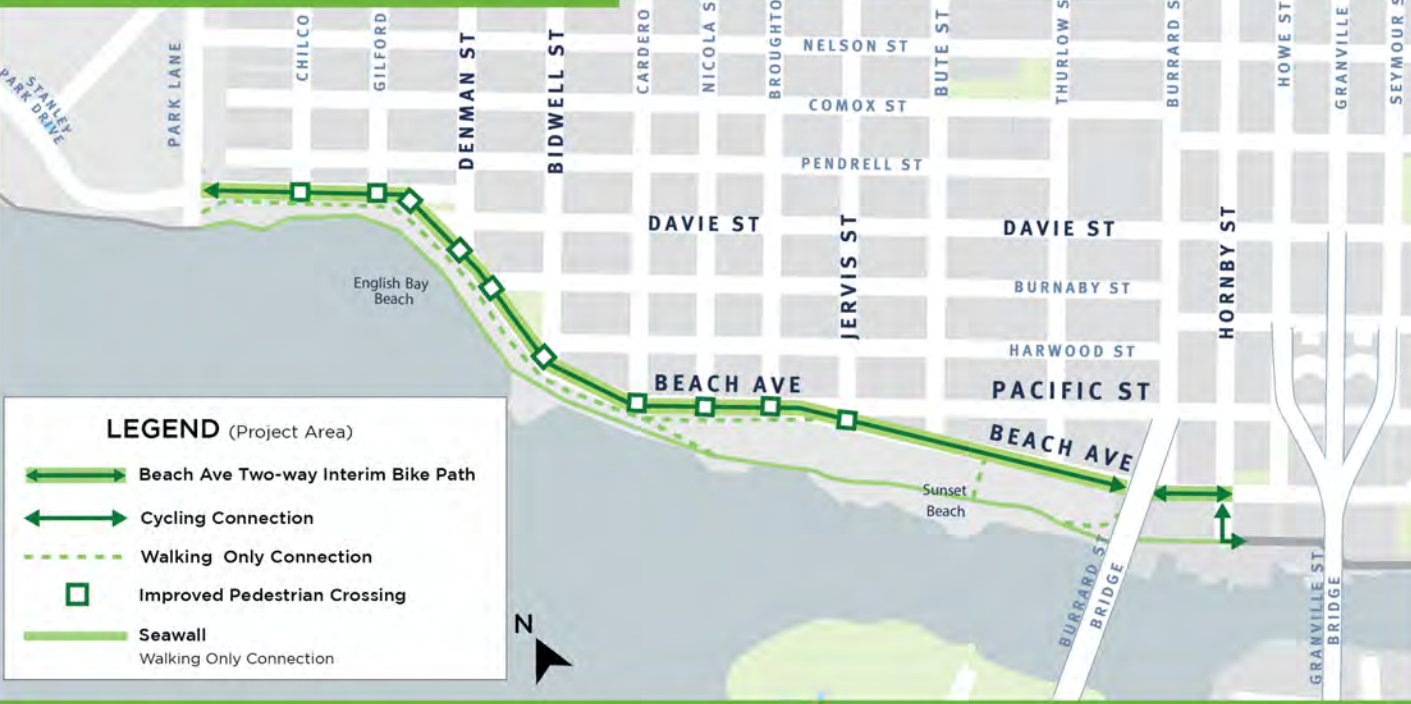 STANLEY
PARK DRIVE
PARK LANE
CHILCO
GILFORD
DENMAN ST
BIDWELL ST
CARDERO
NICOLA S
BROUGHTO
NELSON ST
COMOX ST
PENDRELL ST
BUTE ST
THURLOW S
BURRARD S
HOWE ST
GRANVILLE
SEYMOUR S
DAVIE ST
JERVIS ST
DAVIE ST
HORNBY ST
BURNABY ST
HARWOOD ST
English Bay
Beach
BEACH AVE
PACIFIC ST
BEACH AVE
Sunset
Beach
BURRARD ST
BRIDGE
GRANVILLE ST
BRIDGE
LEGEND (Project Area)
Beach Ave Two-way Interim Bike Path
Cycling Connection
Walking Only Connection
Improved Pedestrian Crossing
Seawall
Walking Only Connection
N